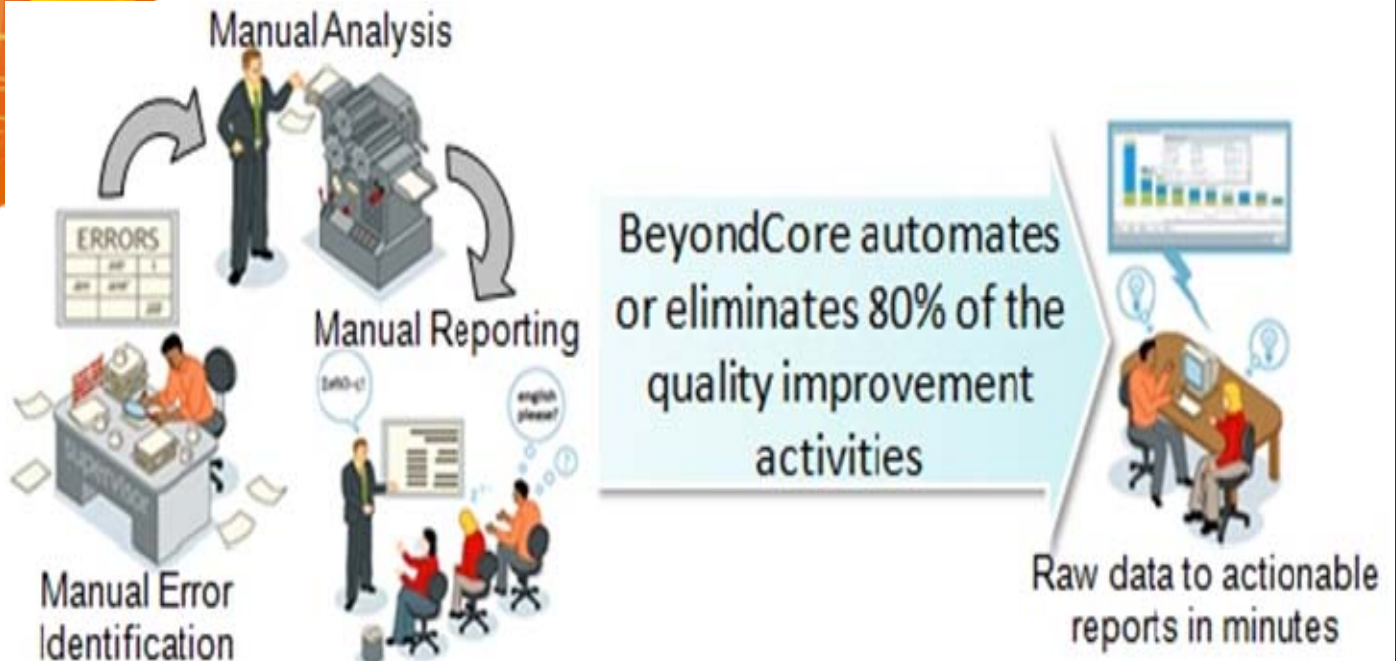 Manual Analysis
ERRORS
Manual Reporting
english
please?
supervisor
Manual Error
Identification
BeyondCore automates
or eliminates 80% of the
quality improvement
activities
Raw data to actionable
reports in minutes